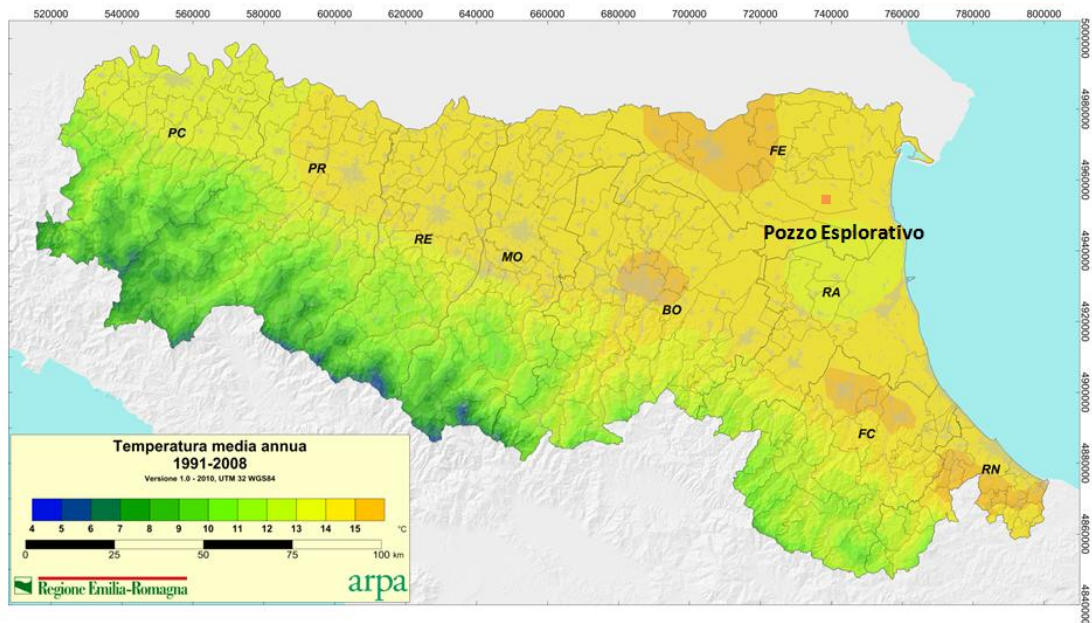 520000 540000 560000 580000 600000 620000 640000 660000 680000 700000 720000 740000 760000 780000 800000
5000000
4980000
4960000
4940000
4920000
4900000
4880000
4860000
4840000
PC
PR
RE
MO
BO
FE
Pozzo Esplorativo
RA
FC
RN
Temperatura media annua
1991-2008
Versione 1.0 - 2010, UTM 32 WGS84
4 5 6 7 8 9 10 11 12 13 14 15 °C
0 25 50 75 100 km
Regione Emilia-Romagna
arpa